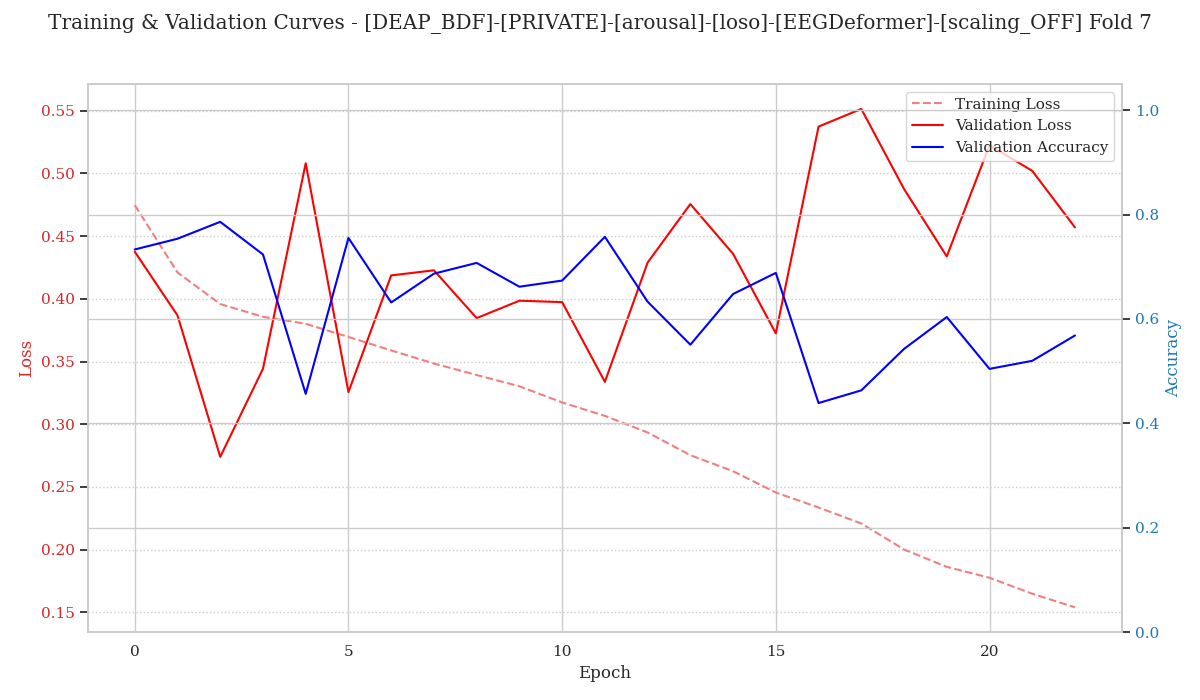 Training & Validation Curves - [DEAP_BDF]-[PRIVATE]-[arousal]-[loso]-[EEGDeformer]-[scaling_OFF] Fold 7
Training Loss
Validation Loss
Validation Accuracy
Loss
0.55
0.50
0.45
0.40
0.35
0.30
0.25
0.20
0.15
1.0
0.8
0.6
0.4
0.2
0.0
Accuracy
0 5 10 15 20
Epoch